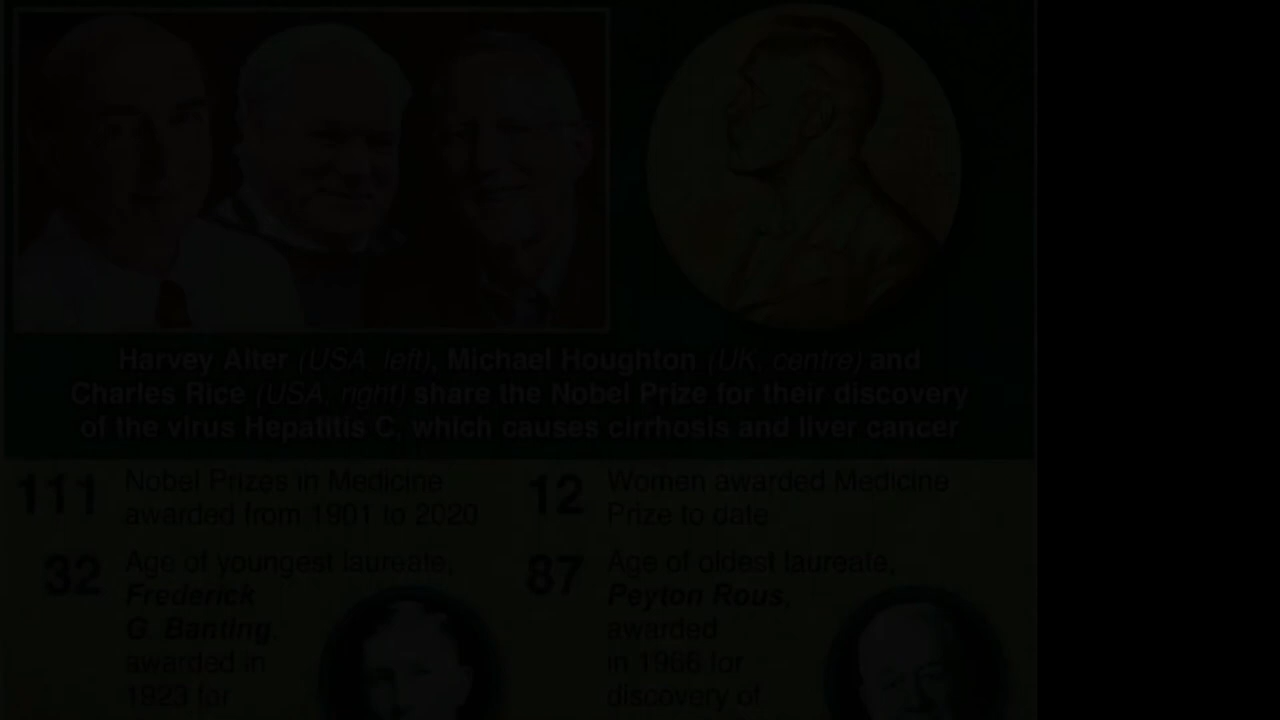 Harvey Alter (USA, left), Michael Houghton (UK, centre) and
Charles Rice (USA, right) share the Nobel Prize for their discovery
of the virus Hepatitis C, which causes cirrhosis and liver cancer
111 Nobel Prizes in Medicine
awarded from 1901 to 2020
12 Women awarded Medicine
Prize to date
32 Age of youngest laureate,
Frederick
G. Banting,
awarded in
1923 for
87 Age of oldest laureate,
Peyton Rous,
awarded
in 1966 for
discovery of